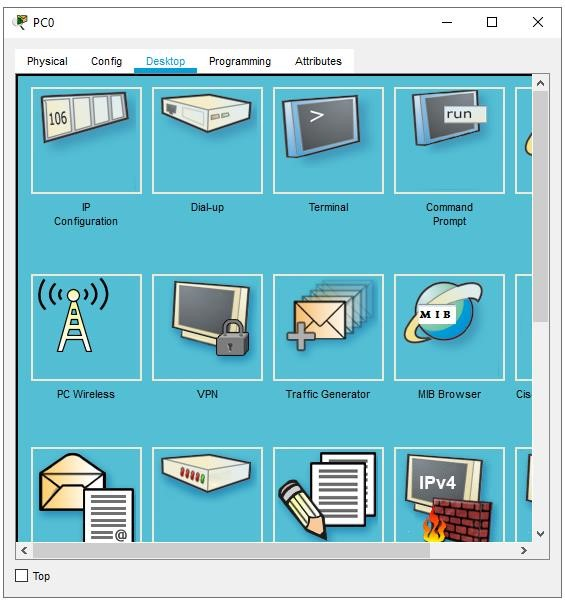 PC0
Physical
Config
Desktop
Programming
Attributes
106
>
run
IP
Configuration
Dial-up
Terminal
Command
Prompt
MIB
PC Wireless
VPN
Traffic Generator
MIB Browser
Cis
@
IPv4
Top